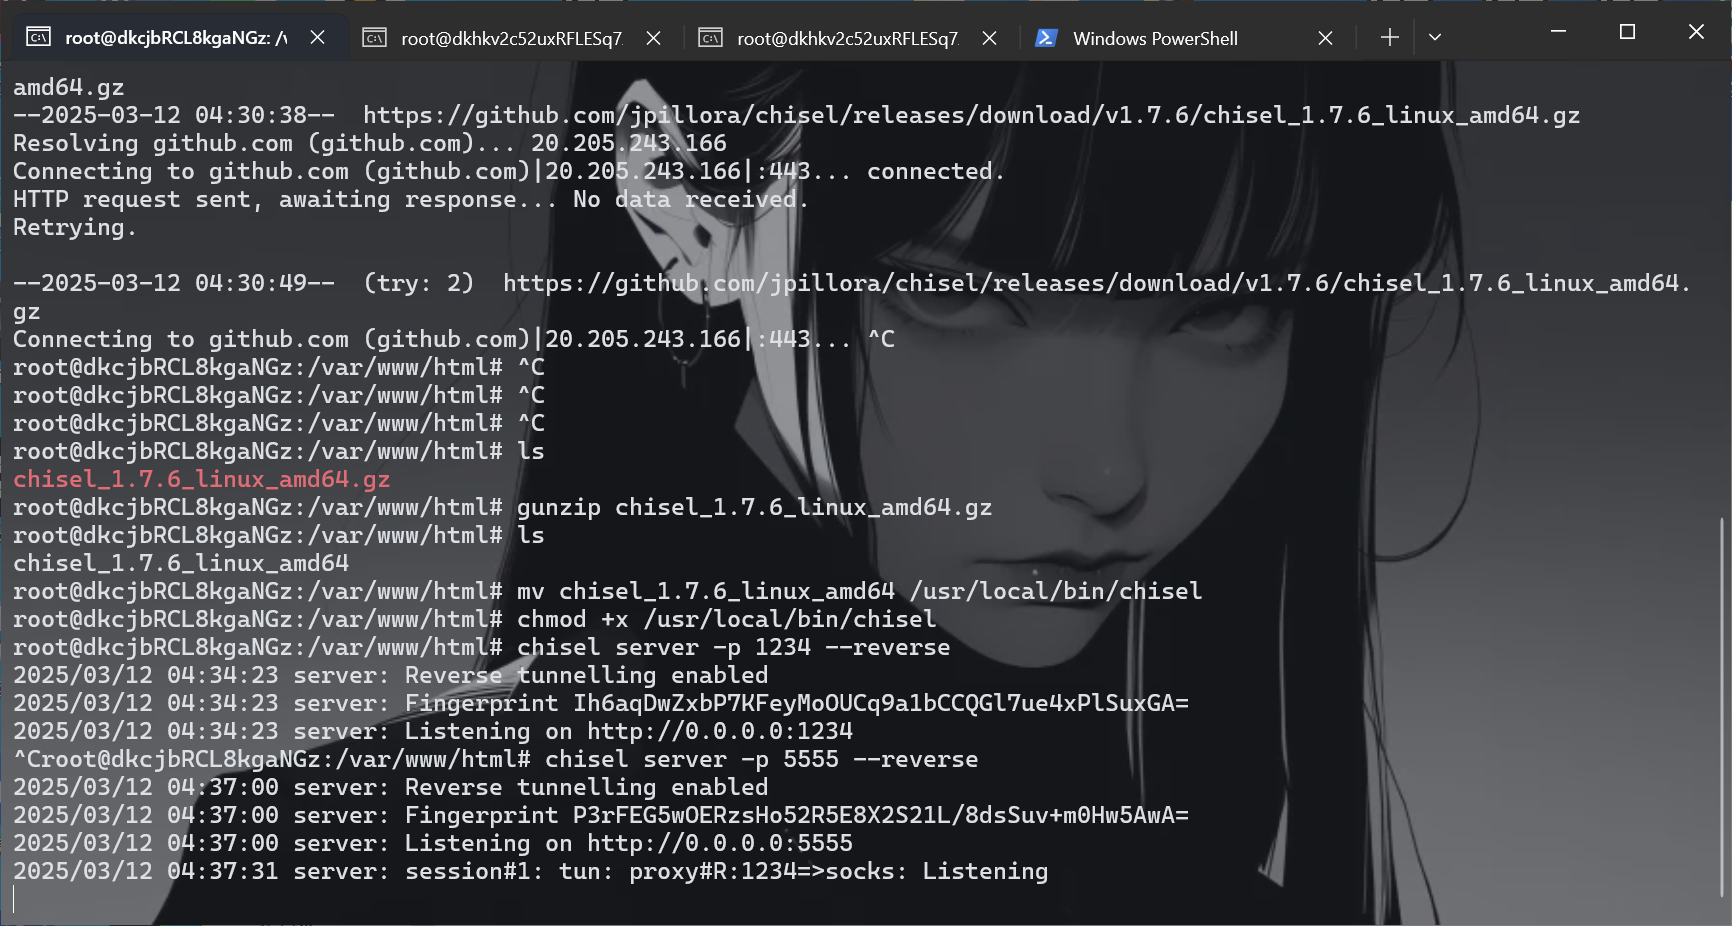 root@dkcjbRCL8kgaNGz: /v
root@dkhkv2c52uxRFLESq7
root@dkhkv2c52uxRFLESq7
Windows PowerShell
amd64.gz
--2025-03-12 04:30:38--  https://github.com/jpillora/chisel/releases/download/v1.7.6/chisel_1.7.6_linux_amd64.gz
Resolving github.com (github.com)... 20.205.243.166
Connecting to github.com (github.com)|20.205.243.166|:443... connected.
HTTP request sent, awaiting response... No data received.
Retrying.
--2025-03-12 04:30:49--  (try: 2)  https://github.com/jpillora/chisel/releases/download/v1.7.6/chisel_1.7.6_linux_amd64.
gz
Connecting to github.com (github.com)|20.205.243.166|:443... ^C
root@dkcjbRCL8kgaNGz:/var/www/html# ^C
root@dkcjbRCL8kgaNGz:/var/www/html# ^C
root@dkcjbRCL8kgaNGz:/var/www/html# ^C
root@dkcjbRCL8kgaNGz:/var/www/html# ls
chisel_1.7.6_linux_amd64.gz
root@dkcjbRCL8kgaNGz:/var/www/html# gunzip chisel_1.7.6_linux_amd64.gz
root@dkcjbRCL8kgaNGz:/var/www/html# ls
chisel_1.7.6_linux_amd64
root@dkcjbRCL8kgaNGz:/var/www/html# mv chisel_1.7.6_linux_amd64 /usr/local/bin/chisel
root@dkcjbRCL8kgaNGz:/var/www/html# chmod +x /usr/local/bin/chisel
root@dkcjbRCL8kgaNGz:/var/www/html# chisel server -p 1234 --reverse
2025/03/12 04:34:23 server: Reverse tunnelling enabled
2025/03/12 04:34:23 server: Fingerprint Ih6aqDwZxbP7KFeyMoOUCq9a1bCCQGl7ue4xPlSuxGA=
2025/03/12 04:34:23 server: Listening on http://0.0.0.0:1234
^Croot@dkcjbRCL8kgaNGz:/var/www/html# chisel server -p 5555 --reverse
2025/03/12 04:37:00 server: Reverse tunnelling enabled
2025/03/12 04:37:00 server: Fingerprint P3rFEG5wOERzsHo52R5E8X2S21L/8dsSuv+m0Hw5AwA=
2025/03/12 04:37:00 server: Listening on http://0.0.0.0:5555
2025/03/12 04:37:31 server: session#1: tun: proxy#R:1234=>socks: Listening